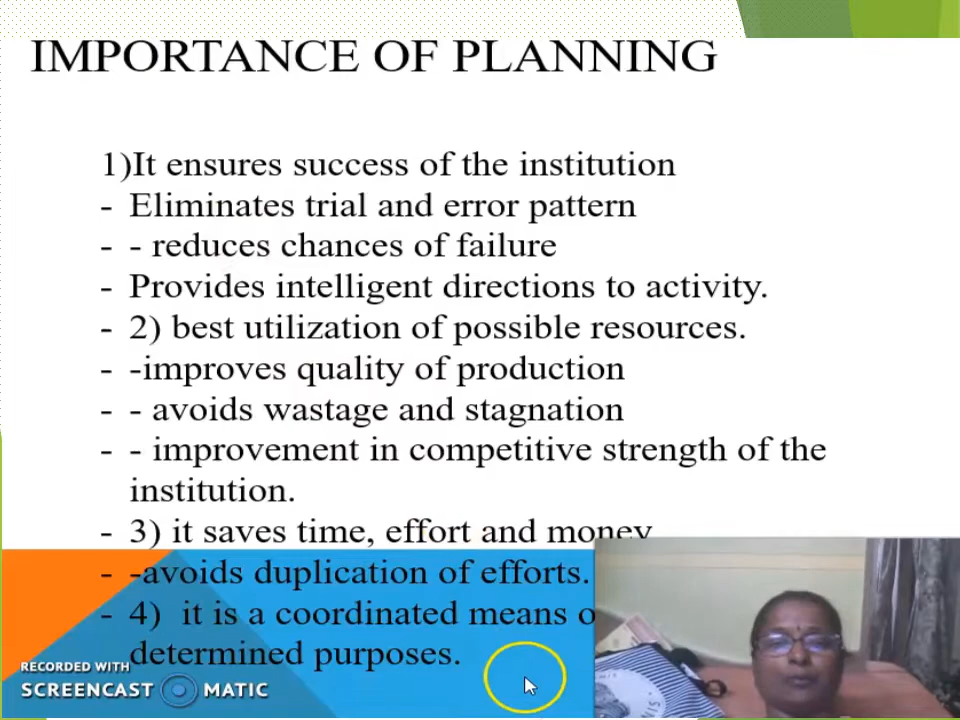 IMPORTANCE OF PLANNING
1)It ensures success of the institution
- Eliminates trial and error pattern
- - reduces chances of failure
- Provides intelligent directions to activity.
- 2) best utilization of possible resources.
- -improves quality of production
- - avoids wastage and stagnation
- - improvement in competitive strength of the
institution.
- 3) it saves time, effort and money
- -avoids duplication of efforts.
- 4) it is a coordinated means
determined purposes.
RECORDED WITH
SCREENCAST MATIC